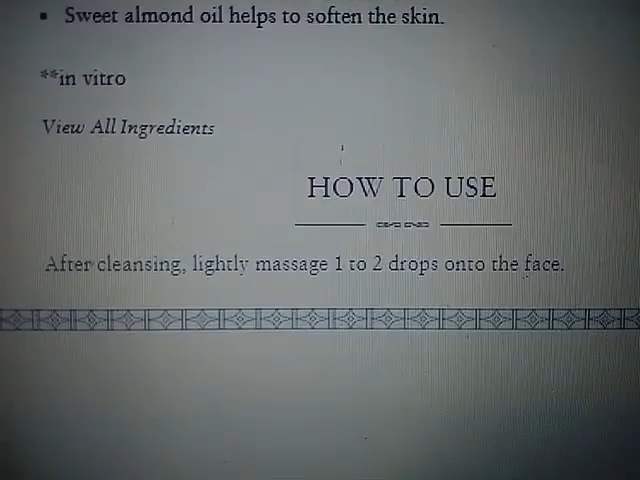 ▪ Sweet almond oil helps to soften the skin.
**in vitro
View All Ingredients
HOW TO USE
After cleansing, lightly massage 1 to 2 drops onto the face.